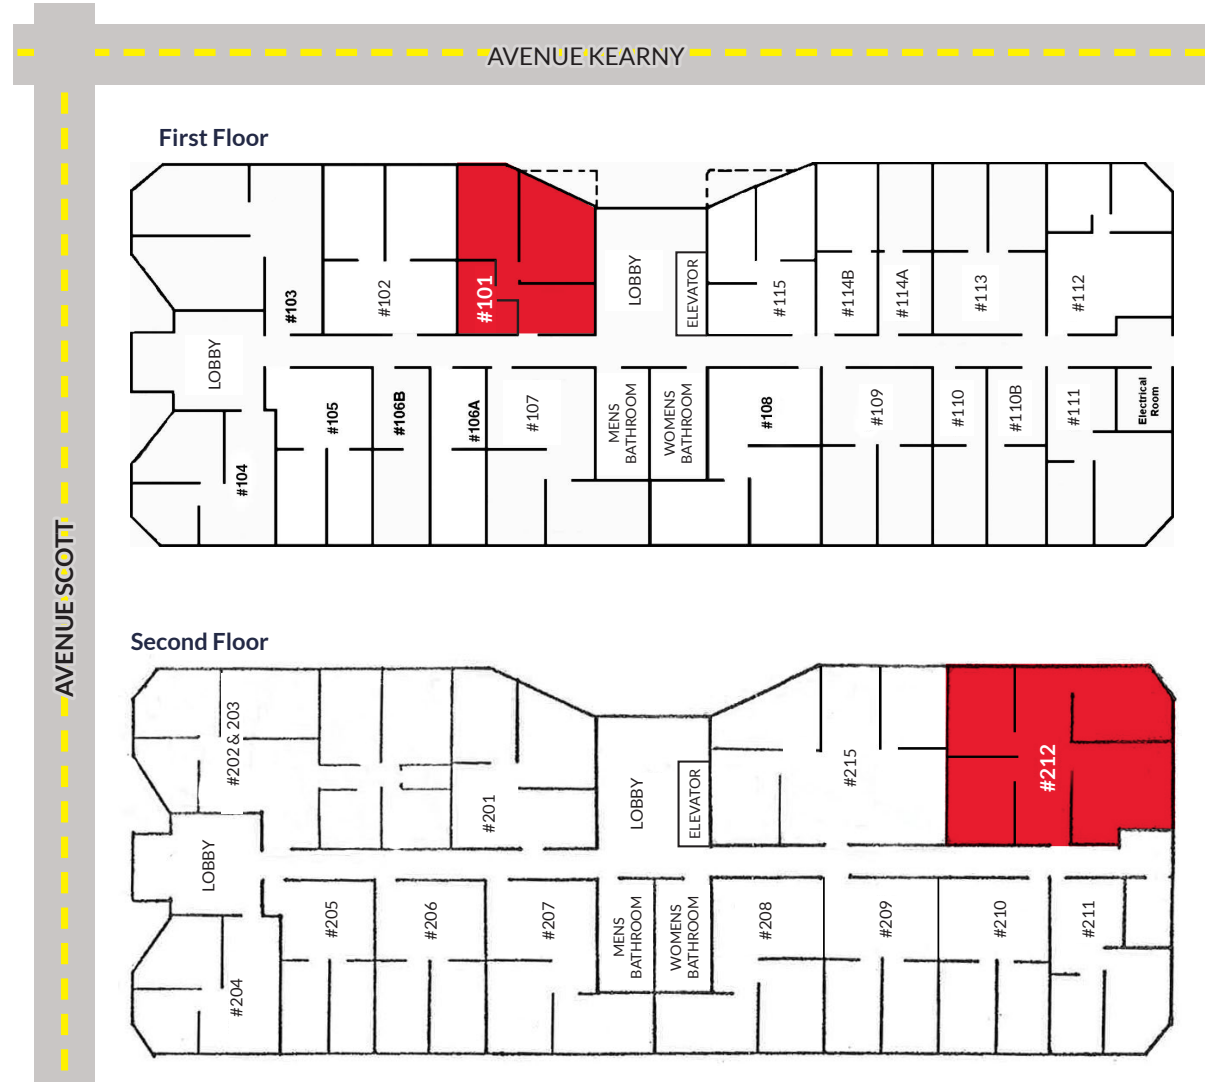 AVENUE KEARNY
AVENUE SCOTT
First Floor
#103
#102
#101
LOBBY
ELEVATOR
#115
#114B
#114A
#113
#112
LOBBY
#104
#105
#106B
#106A
#107
MENS
BATHROOM
WOMENS
BATHROOM
#108
#109
#110
#110B
#111
Electrical
Room
Second Floor
#202 & 203
#201
LOBBY
ELEVATOR
#215
#212
LOBBY
#204
#205
#206
#207
MENS
BATHROOM
WOMENS
BATHROOM
#208
#209
#210
#211